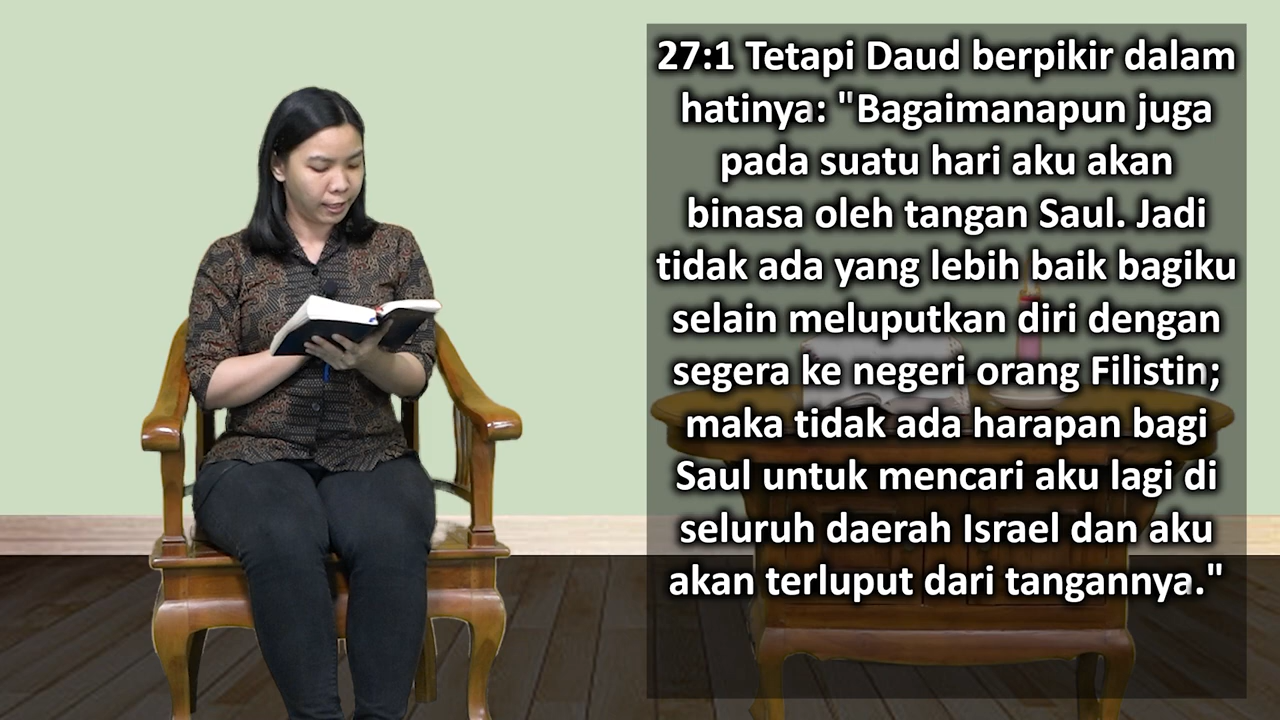 27:1 Tetapi Daud berpikir dalam
hatinya: "Bagaimanapun juga
pada suatu hari aku akan
binasa oleh tangan Saul. Jadi
tidak ada yang lebih baik bagiku
selain meluputkan diri dengan
segera ke negeri orang Filistin;
maka tidak ada harapan bagi
Saul untuk mencari aku lagi di
seluruh daerah Israel dan aku
akan terluput dari tangannya."